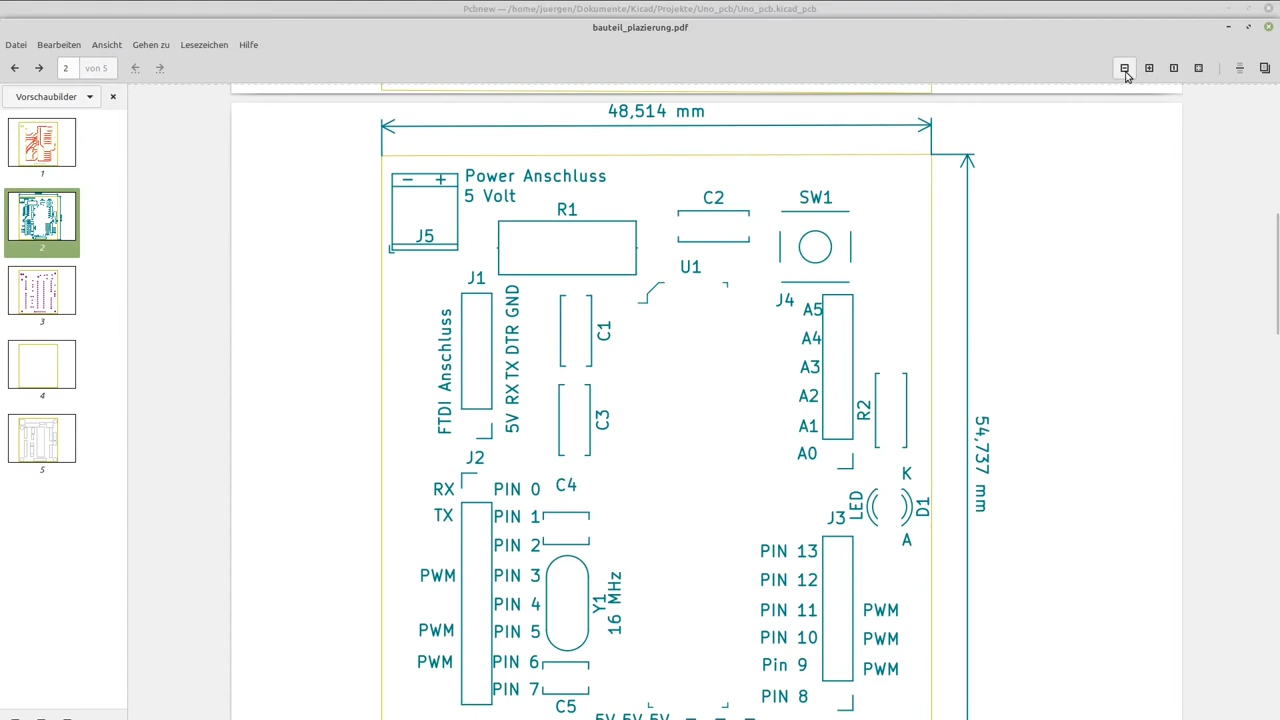 Pcbnew — /home/juergen/Dokumente/Kicad/Projekte/Uno_pcb/Uno_pcb.kicad_pcb
bauteil_plazierung.pdf
Datei Bearbeiten Ansicht Gehen zu Lesezeichen Hilfe
2 von 5
Vorschaubilder
1
2
3
4
5
48,514 mm
54,737 mm
Power Anschluss
5 Volt
− +
J5
R1
C2
SW1
U1
J1
FTDI Anschluss
5V RX TX DTR GND
C1
C3
J4
A5
A4
A3
A2
A1
A0
R2
K
LED
D1
A
J2
RX PIN 0
TX PIN 1
PIN 2
PWM PIN 3
PIN 4
PWM PIN 5
PWM PIN 6
PIN 7
C4
Y1
16 MHz
C5
J3
PIN 13
PIN 12
PIN 11 PWM
PIN 10 PWM
Pin 9 PWM
PIN 8
5V 5V 5V